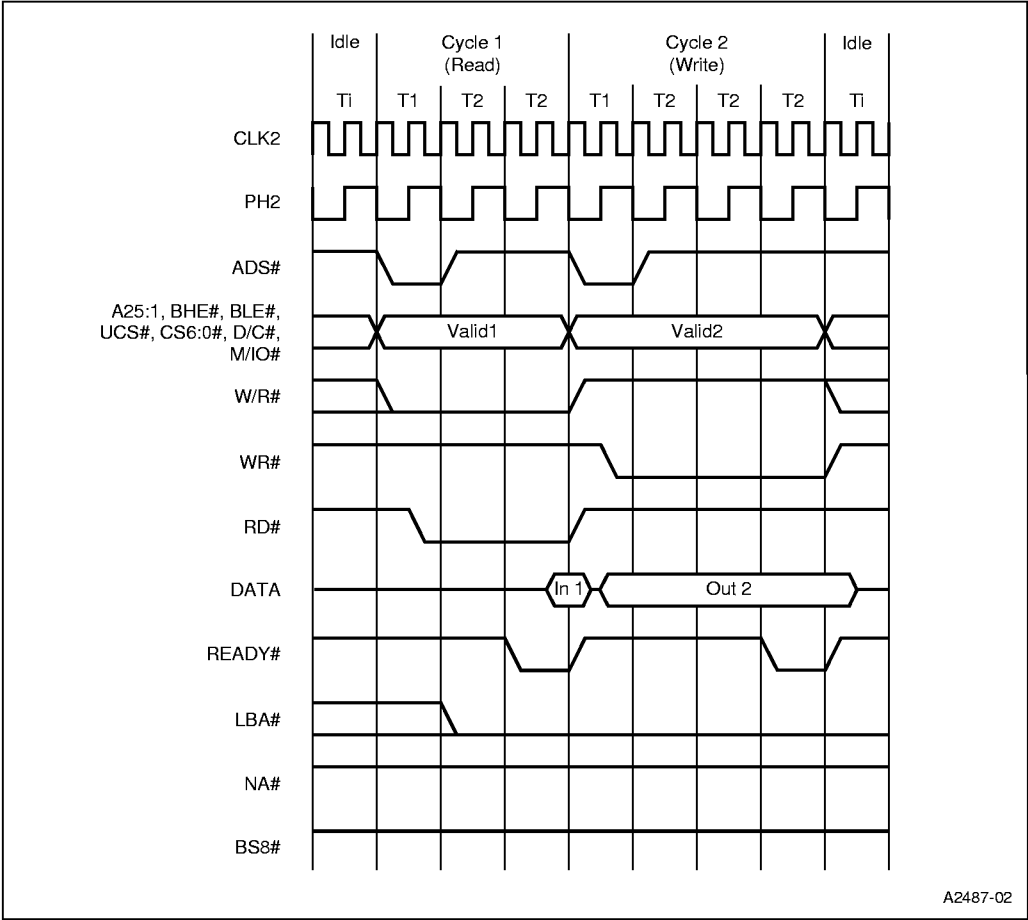 Idle Cycle 1 Cycle 2 Idle
(Read) (Write)
Ti T1 T2 T2 T1 T2 T2 T2 Ti
CLK2
PH2
ADS#
A25:1, BHE#, BLE#,
UCS#, CS6:0#, D/C#,
M/IO#
Valid1 Valid2
W/R#
WR#
RD#
DATA In 1 Out 2
READY#
LBA#
NA#
BS8#
A2487-02